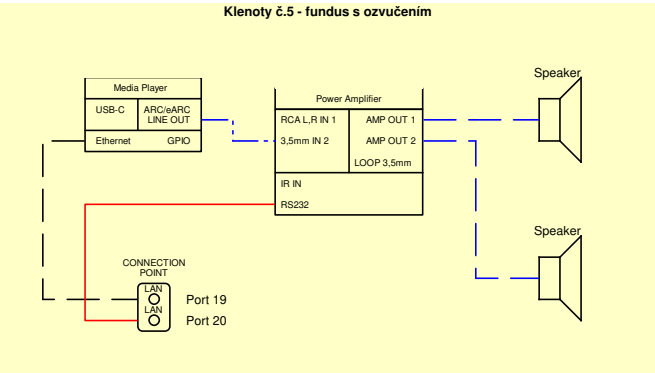 Klenoty č.5 - fundus s ozvučením
Speaker
Media Player
Power Amplifier
USB-C
ARC/eARC
LINE OUT
RCA L,R IN 1
AMP OUT 1
Ethernet
GPIO
3,5mm IN 2
AMP OUT 2
LOOP 3,5mm
IR IN
RS232
Speaker
CONNECTION
POINT
LAN
Port 19
LAN
Port 20